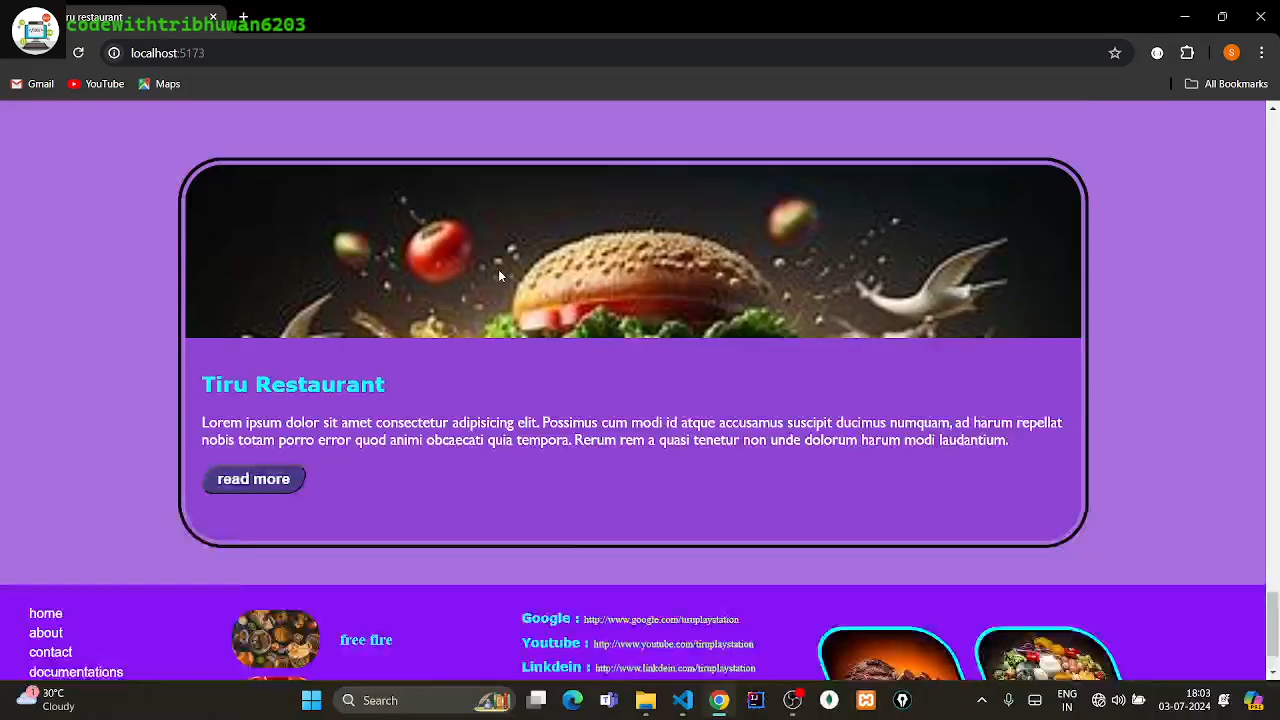 ru restaurant
codewithtribhuwan6203
localhost:5173
Gmail YouTube Maps All Bookmarks
Tiru Restaurant
Lorem ipsum dolor sit amet consectetur adipisicing elit. Possimus cum modi id atque accusamus suscipit ducimus numquam, ad harum repellat
nobis totam porro error quod animi obcaecati quia tempora. Rerum rem a quasi tenetur non unde dolorum harum modi laudantium.
read more
home
about
contact
documentations
free fire
Google : http://www.google.com/tiruplaystation
Youtube : http://www.youtube.com/tiruplaystation
Linkdein : http://www.linkdein.com/tiruplaystation
1
30°C
Cloudy
Search
ENG
IN
18:03
03-07-2024